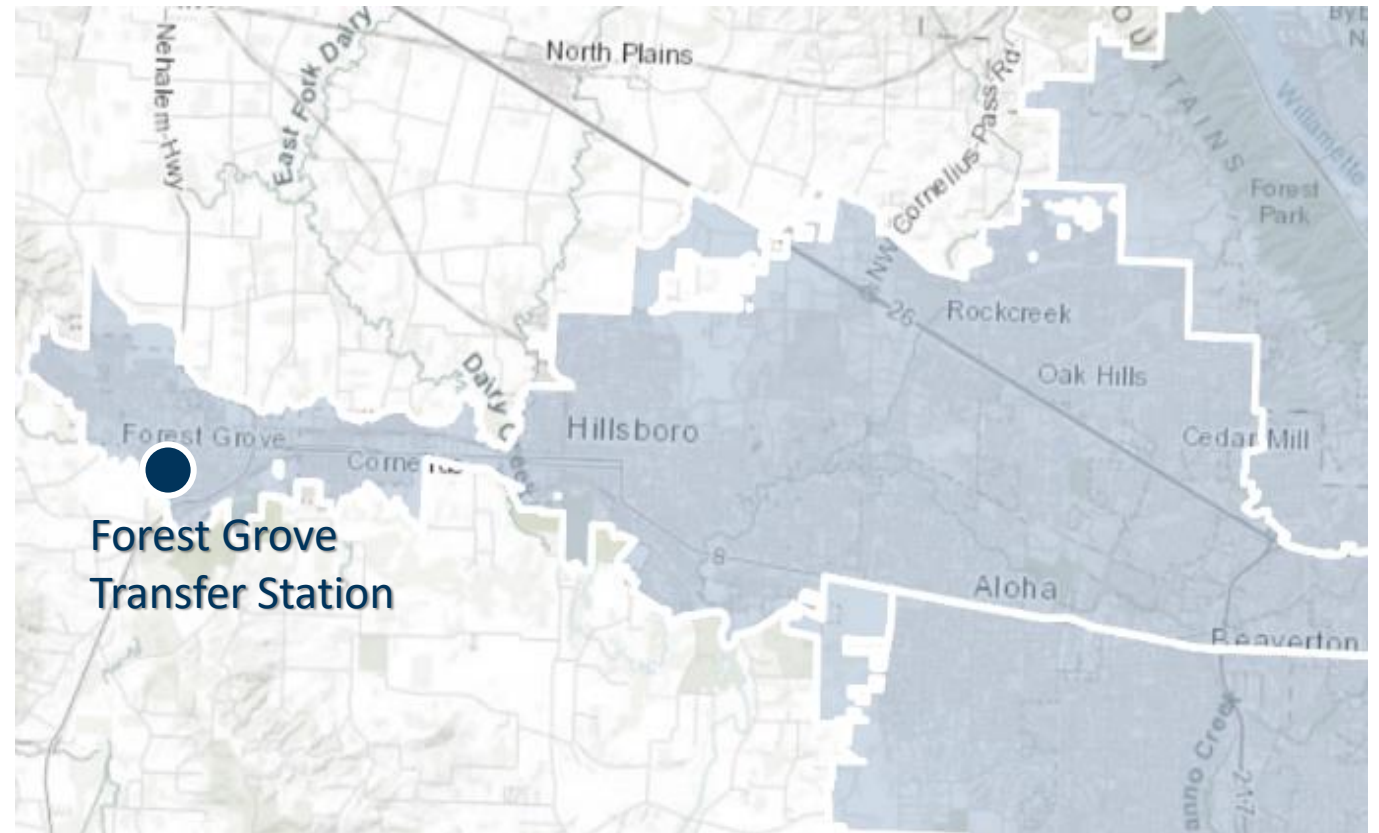 North Plains
Nehalem-Hwy
East Fork Dairy
NW Cornelius Pass Rd
Willamette
Forest
Park
26
Rockcreek
Oak Hills
Dairy C
Hillsboro
Cedar Mill
Forest Grove
Forest Grove
Transfer Station
8
Aloha
Beaverton
217